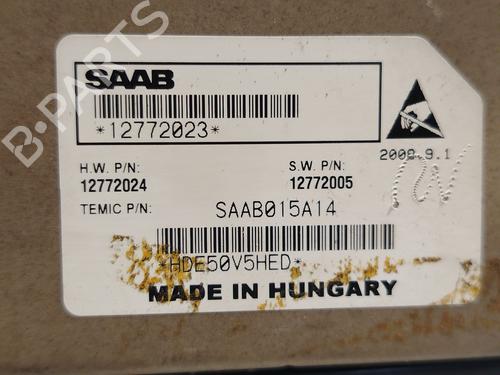 SAAB
*12772023*
2008.9.1
H.W. P/N:
12772024
S.W. P/N:
12772005
TEMIC P/N:
SAAB015A14
*HDE50V5HED*
MADE IN HUNGARY
B-PARTS